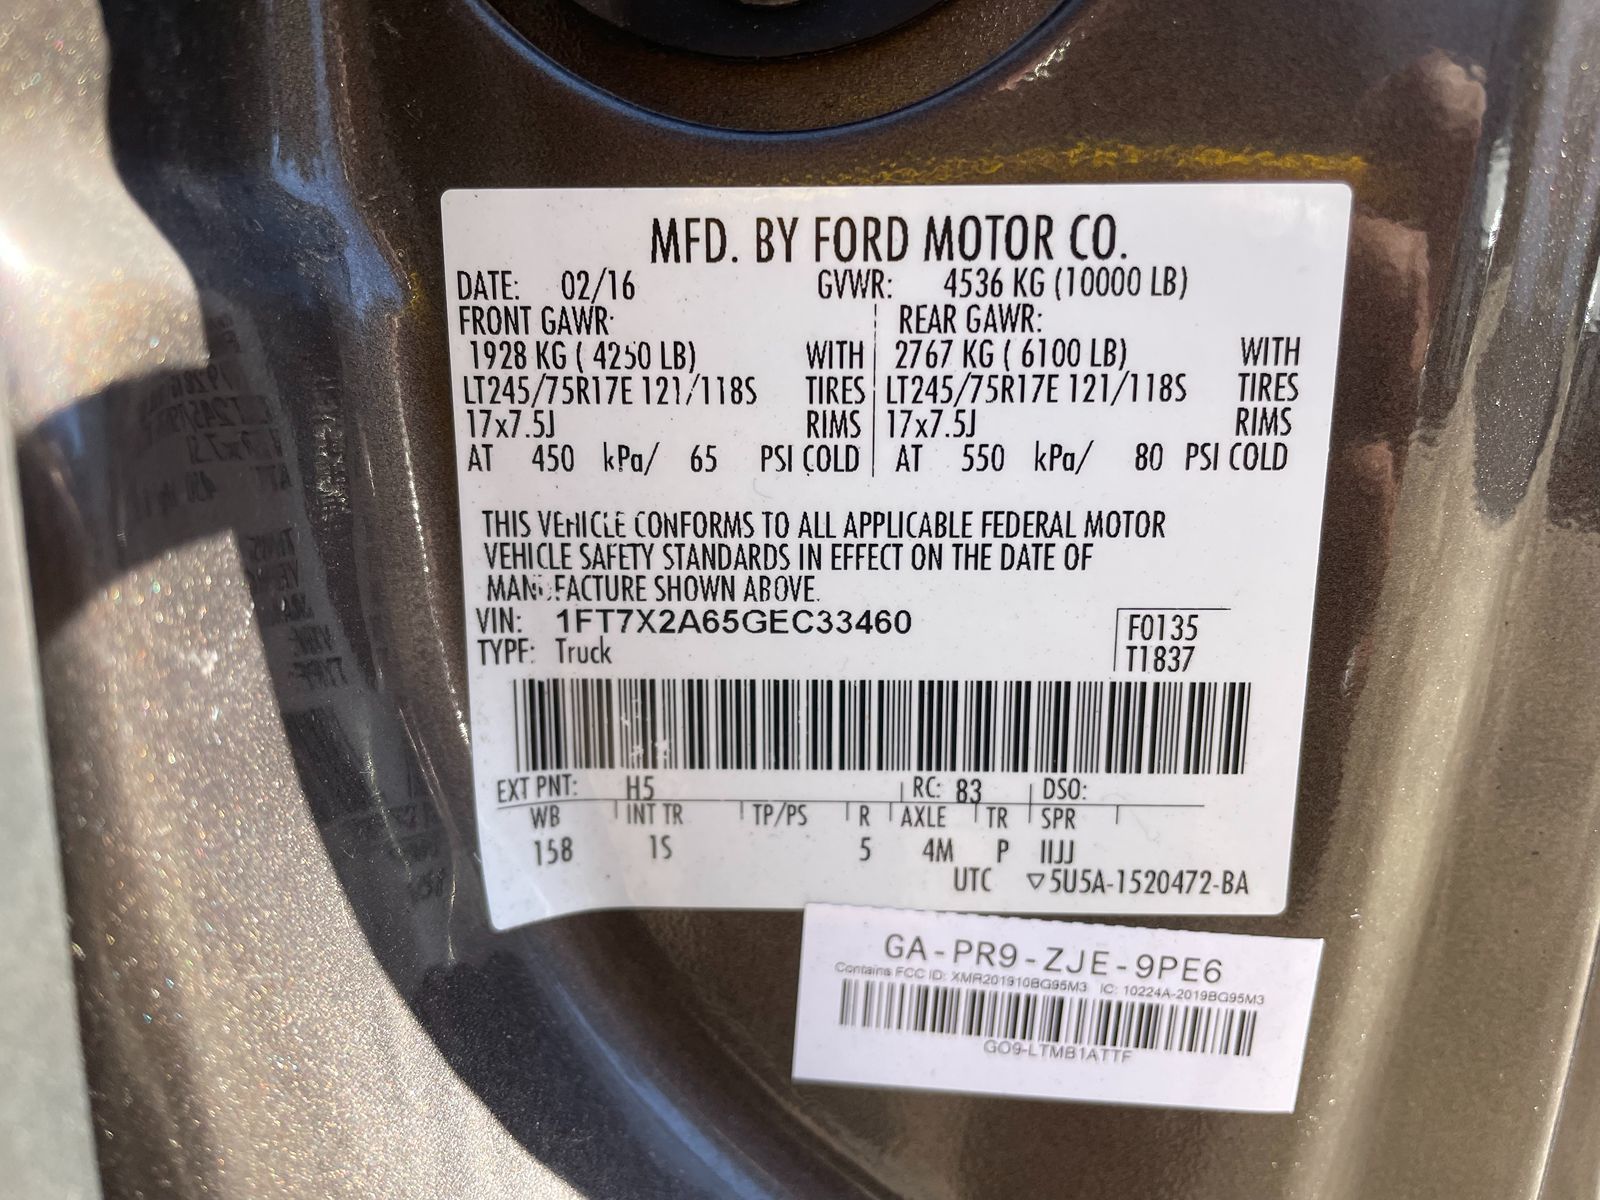 MFD. BY FORD MOTOR CO.
DATE: 02/16 GVWR: 4536 KG (10000 LB)
FRONT GAWR: REAR GAWR:
1928 KG ( 4250 LB) WITH 2767 KG ( 6100 LB) WITH
LT245/75R17E 121/118S TIRES LT245/75R17E 121/118S TIRES
17x7.5J RIMS 17x7.5J RIMS
AT 450 kPa/ 65 PSI COLD AT 550 kPa/ 80 PSI COLD
THIS VEHICLE CONFORMS TO ALL APPLICABLE FEDERAL MOTOR
VEHICLE SAFETY STANDARDS IN EFFECT ON THE DATE OF
MANUFACTURE SHOWN ABOVE.
VIN: 1FT7X2A65GEC33460 F0135
TYPE: Truck T1837
EXT PNT: H5 RC: 83 DSO:
WB INT TR TP/PS R AXLE TR SPR
158 1S 5 4M P IIJJ
UTC ▽5U5A-1520472-BA
GA-PR9-ZJE-9PE6
Contains FCC ID: XMR201910BG95M3 IC: 10224A-2019BG95M3
GO9-LTMB1ATTF